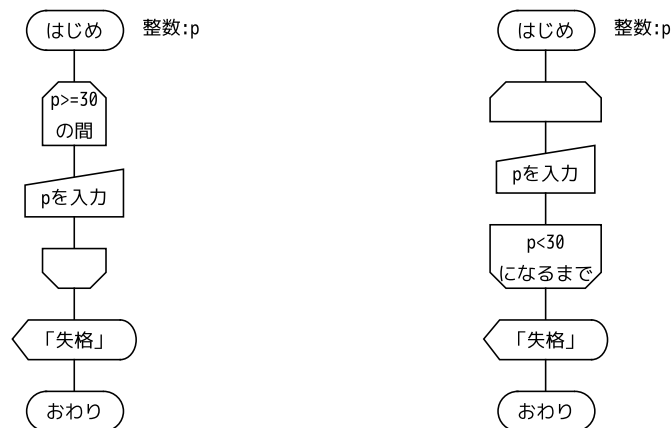 はじめ
整数:p
p>=30
の間
pを入力
「失格」
おわり
はじめ
整数:p
pを入力
p<30
になるまで
「失格」
おわり